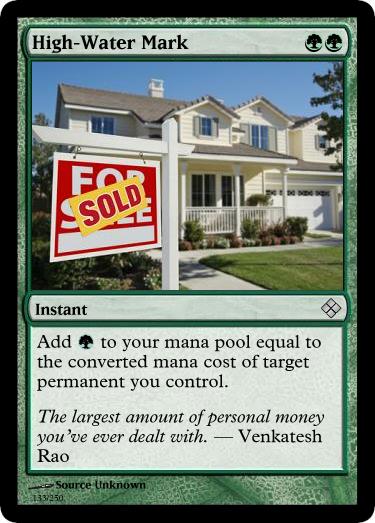 High-Water Mark
FOR
SALE
SOLD
Instant
Add to your mana pool equal to
the converted mana cost of target
permanent you control.
The largest amount of personal money
you've ever dealt with. — Venkatesh
Rao
Source Unknown
133/250